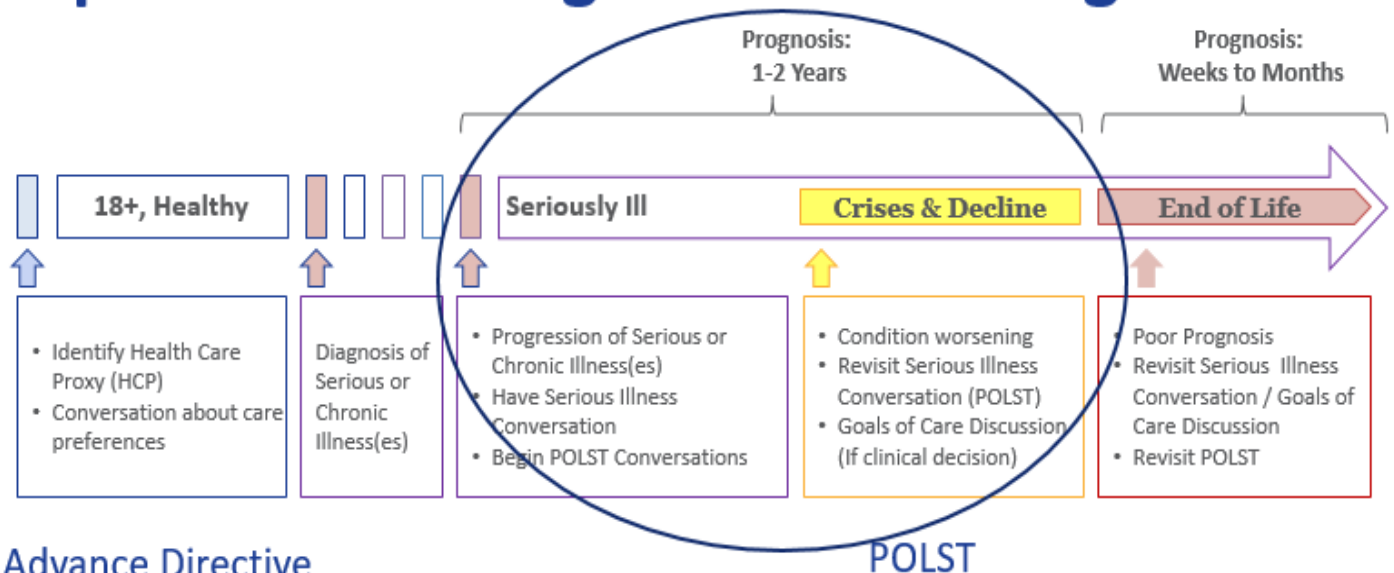 Prognosis:
1-2 Years
Prognosis:
Weeks to Months
18+, Healthy
Seriously Ill
Crises & Decline
End of Life
• Identify Health Care
Proxy (HCP)
• Conversation about care
preferences
Diagnosis of
Serious or
Chronic
Illness(es)
• Progression of Serious or
Chronic Illness(es)
• Have Serious Illness
Conversation
• Begin POLST Conversations
• Condition worsening
• Revisit Serious Illness
Conversation (POLST)
• Goals of Care Discussion
(If clinical decision)
• Poor Prognosis
• Revisit Serious Illness
Conversation / Goals of
Care Discussion
• Revisit POLST
Advance Directive
POLST